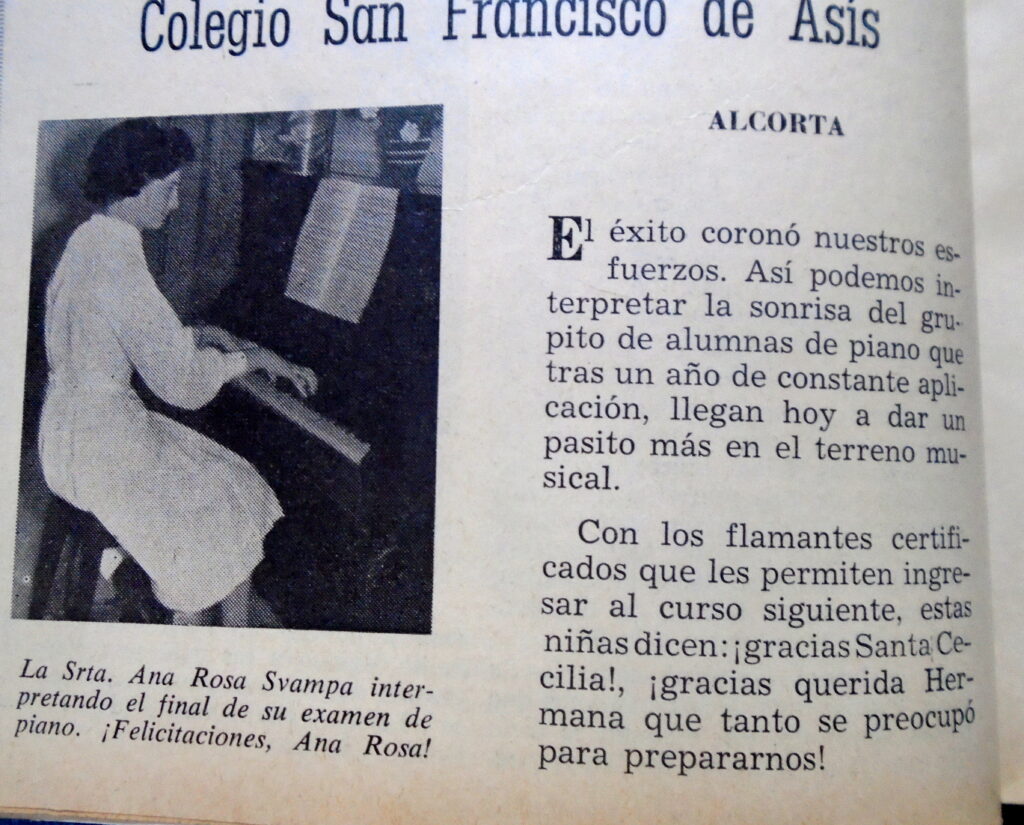 Colegio San Francisco de Asís
ALCORTA
El éxito coronó nuestros es-
fuerzos. Así podemos in-
terpretar la sonrisa del gru-
pito de alumnas de piano que
tras un año de constante apli-
cación, llegan hoy a dar un
pasito más en el terreno mu-
sical.
Con los flamantes certifi-
cados que les permiten ingre-
sar al curso siguiente, estas
niñas dicen: ¡gracias Santa Ce-
cilia!, ¡gracias querida Her-
mana que tanto se preocupó
para prepararnos!
La Srta. Ana Rosa Svampa inter-
pretando el final de su examen de
piano. ¡Felicitaciones, Ana Rosa!